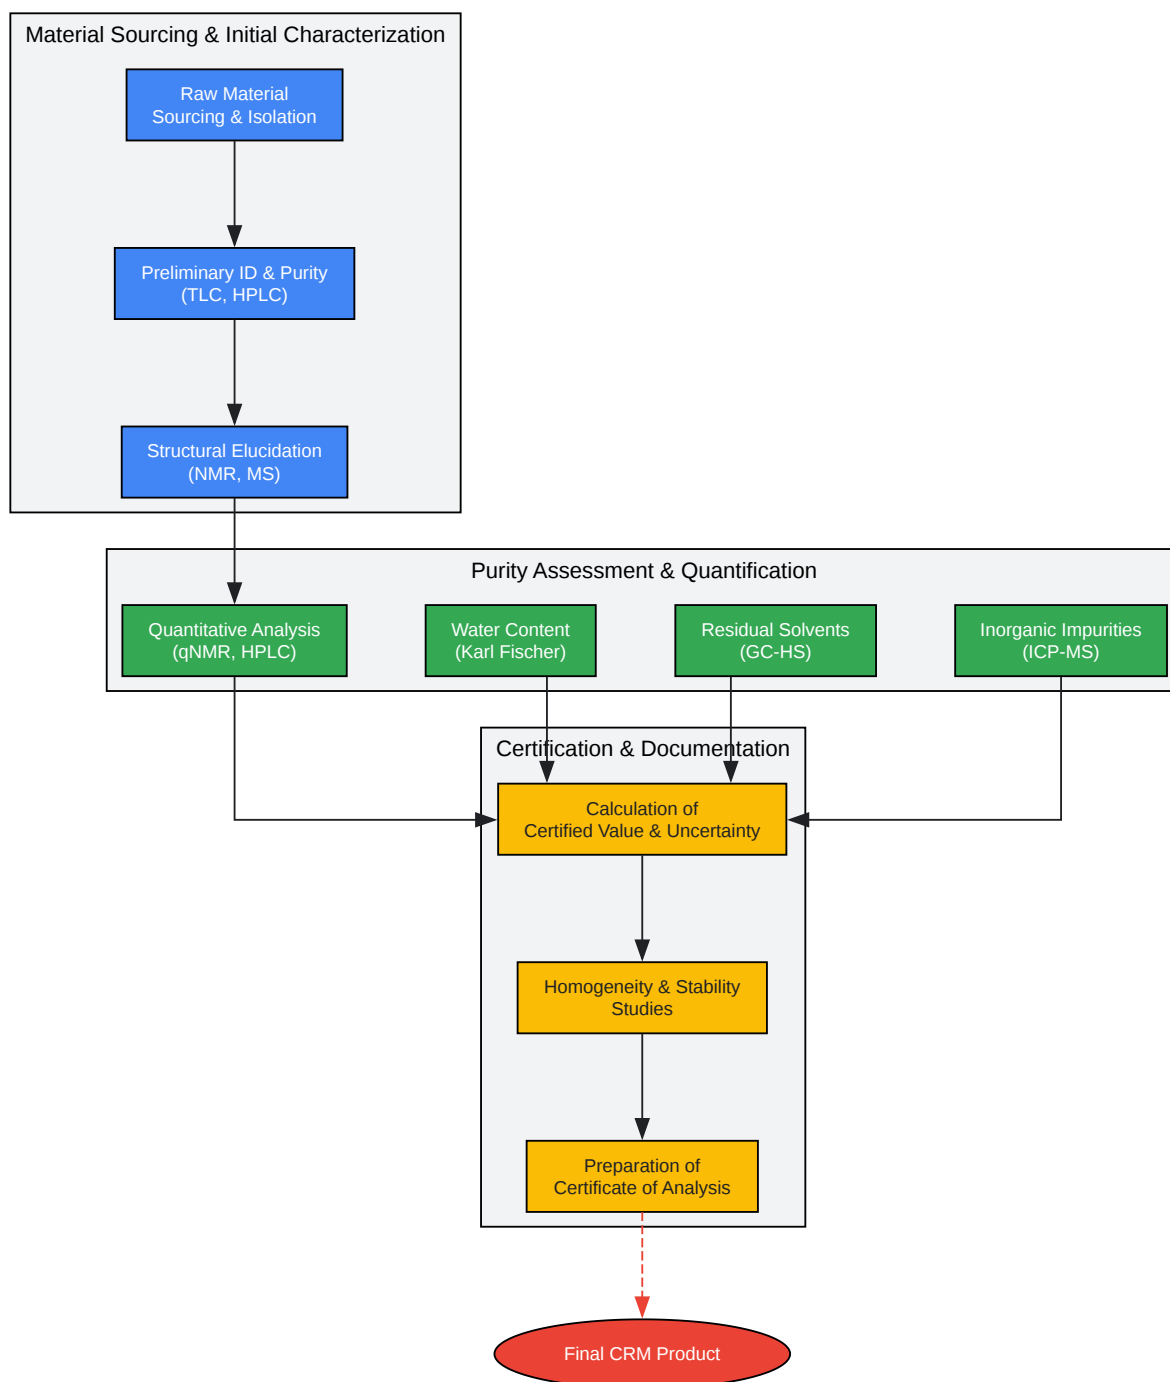 Material Sourcing & Initial Characterization
Raw Material
Sourcing & Isolation
Preliminary ID & Purity
(TLC, HPLC)
Structural Elucidation
(NMR, MS)
Purity Assessment & Quantification
Quantitative Analysis
(qNMR, HPLC)
Water Content
(Karl Fischer)
Residual Solvents
(GC-HS)
Inorganic Impurities
(ICP-MS)
Certification & Documentation
Calculation of
Certified Value & Uncertainty
Homogeneity & Stability
Studies
Preparation of
Certificate of Analysis
Final CRM Product